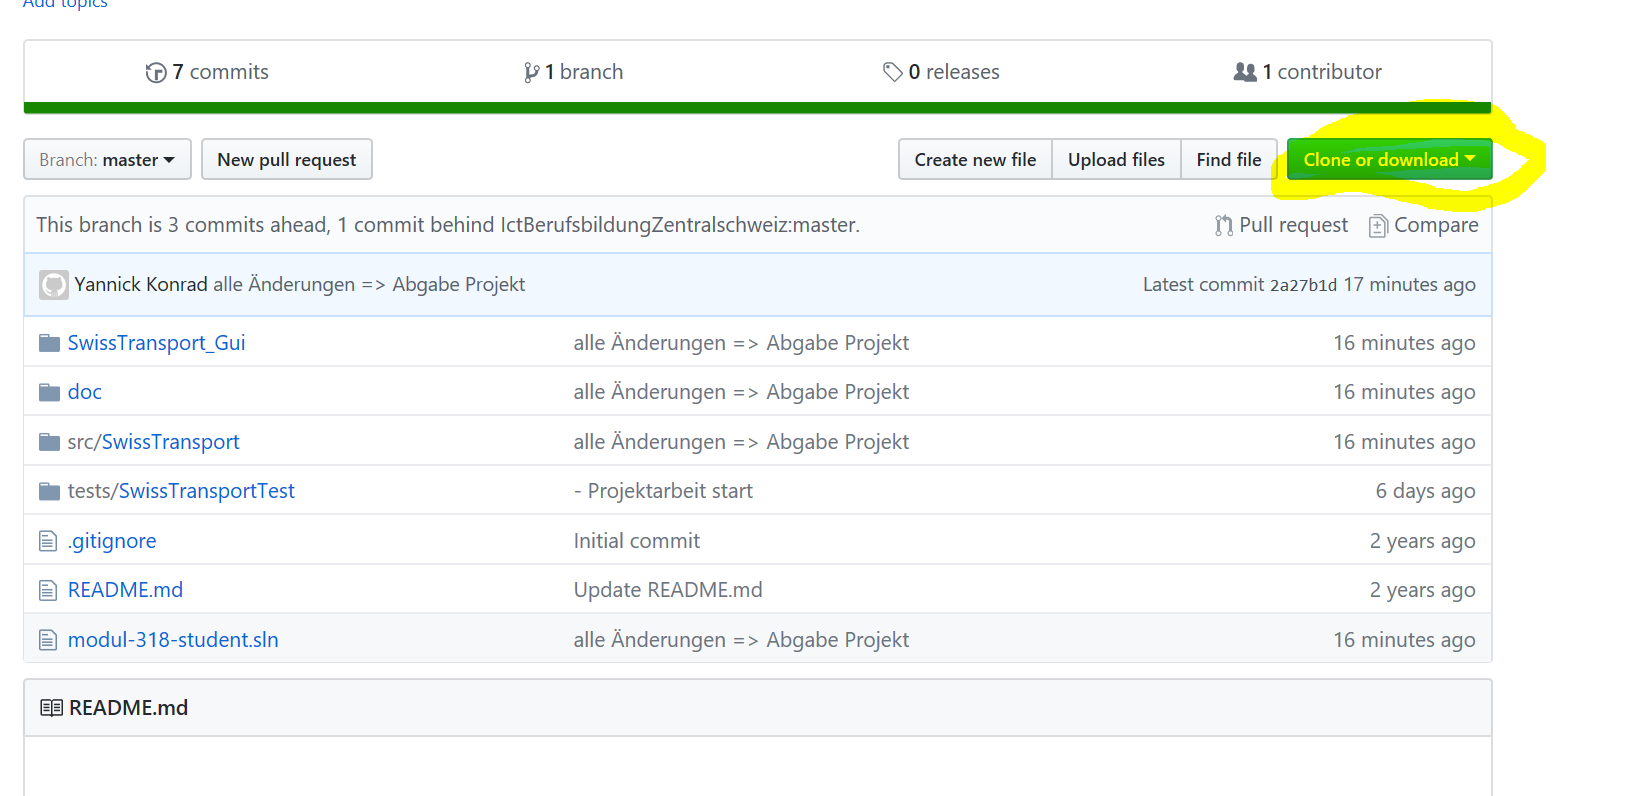 Add topics
7 commits 1 branch 0 releases 1 contributor
Branch: master New pull request Create new file Upload files Find file Clone or download
This branch is 3 commits ahead, 1 commit behind IctBerufsbildungZentralschweiz:master. Pull request Compare
Yannick Konrad alle Änderungen => Abgabe Projekt Latest commit 2a27b1d 17 minutes ago
SwissTransport_Gui alle Änderungen => Abgabe Projekt 16 minutes ago
doc alle Änderungen => Abgabe Projekt 16 minutes ago
src/SwissTransport alle Änderungen => Abgabe Projekt 16 minutes ago
tests/SwissTransportTest - Projektarbeit start 6 days ago
.gitignore Initial commit 2 years ago
README.md Update README.md 2 years ago
modul-318-student.sln alle Änderungen => Abgabe Projekt 16 minutes ago
README.md